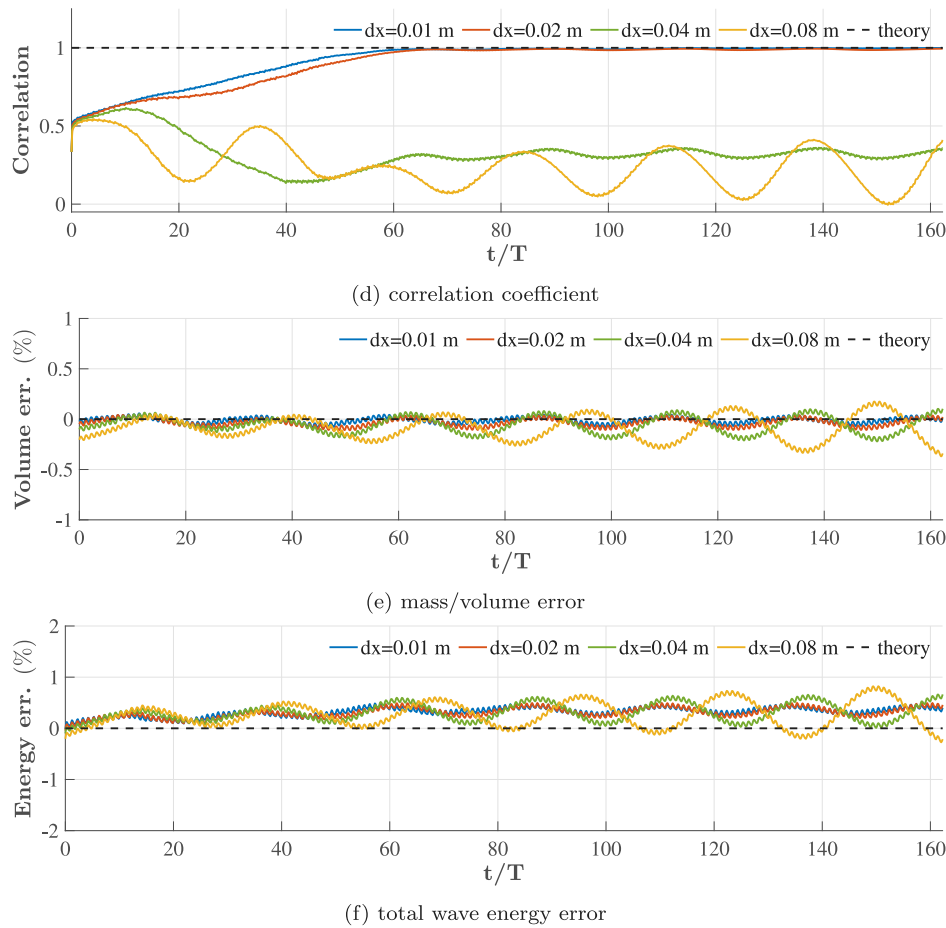 dx=0.01 m dx=0.02 m dx=0.04 m dx=0.08 m theory
1
0.5
0
Correlation
0 20 40 60 80 100 120 140 160
t/T
(d) correlation coefficient
1
dx=0.01 m dx=0.02 m dx=0.04 m dx=0.08 m theory
0.5
0
-0.5
-1
Volume err. (%)
0 20 40 60 80 100 120 140 160
t/T
(e) mass/volume error
2
dx=0.01 m dx=0.02 m dx=0.04 m dx=0.08 m theory
1
0
-1
-2
Energy err. (%)
0 20 40 60 80 100 120 140 160
t/T
(f) total wave energy error